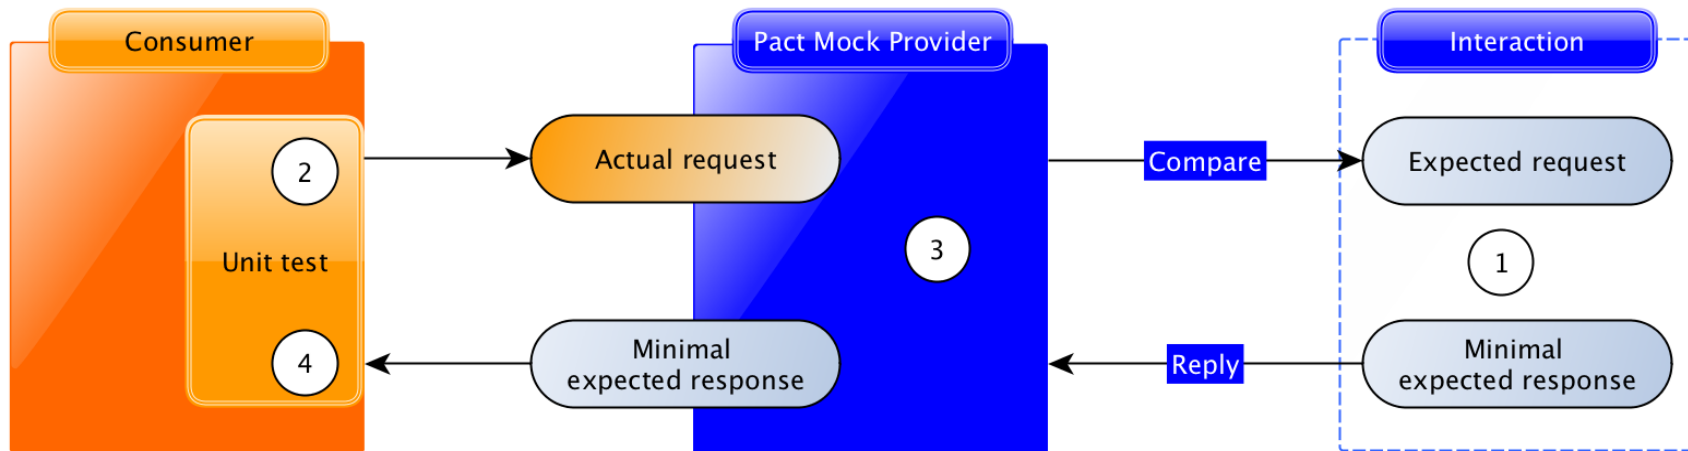 Consumer
Pact Mock Provider
Interaction
2
Actual request
Compare
Expected request
Unit test
3
1
4
Minimal
expected response
Reply
Minimal
expected response